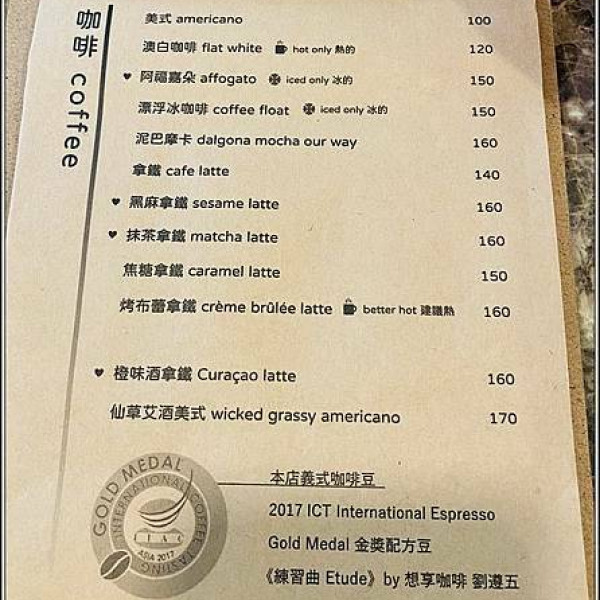 咖啡 coffee
美式 americano 100
澳白咖啡 flat white hot only 熱的 120
♥ 阿福嘉朵 affogato iced only 冰的 150
漂浮冰咖啡 coffee float iced only 冰的 150
泥巴摩卡 dalgona mocha our way 160
拿鐵 cafe latte 140
♥ 黑麻拿鐵 sesame latte 160
♥ 抹茶拿鐵 matcha latte 160
焦糖拿鐵 caramel latte 150
烤布蕾拿鐵 crème brûlée latte better hot 建議熱 160
♥ 橙味酒拿鐵 Curaçao latte 160
仙草艾酒美式 wicked grassy americano 170
GOLD MEDAL
INTERNATIONAL COFFEE TASTING
IIAC
ASIA 2017
本店義式咖啡豆
2017 ICT International Espresso
Gold Medal 金獎配方豆
《練習曲 Etude》by 想享咖啡 劉遵五